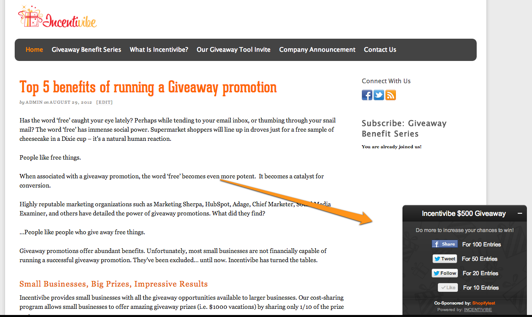 Incentivibe
Home Giveaway Benefit Series What Is Incentivibe? Our Giveaway Tool Invite Company Announcement Contact Us
Top 5 benefits of running a Giveaway promotion
by ADMIN on AUGUST 29, 2012 [EDIT]
Has the word 'free' caught your eye lately? Perhaps while tending to your email inbox, or thumbing through your snail
mail? The word 'free' has immense social power. Supermarket shoppers will line up in droves just for a free sample of
cheesecake in a Dixie cup – it's a natural human reaction.
People like free things.
When associated with a giveaway promotion, the word 'free' becomes even more potent. It becomes a catalyst for
conversion.
Highly reputable marketing organizations such as Marketing Sherpa, HubSpot, Adage, Chief Marketer, Social Media
Examiner, and others have detailed the power of giveaway promotions. What did they find?
...People like people who give away free things.
Giveaway promotions offer abundant benefits. Unfortunately, most small businesses are not financially capable of
running a successful giveaway promotion. They've been excluded... until now. Incentivibe has turned the tables.
Small Businesses, Big Prizes, Impressive Results
Incentivibe provides small businesses with all the giveaway opportunities available to larger businesses. Our cost-sharing
program allows small businesses to offer amazing giveaway prizes (i.e. $1000 vacations) by sharing only 1/10 of the prize
Connect With Us
Subscribe: Giveaway
Benefit Series
You are already joined us!
Incentivibe $500 Giveaway –
Do more to increase your chances to win!
Share For 100 Entries
Tweet For 50 Entries
Follow For 20 Entries
Like For 10 Entries
Co-Sponsored by: Shopifybest
Powered by: INCENTIVIBE